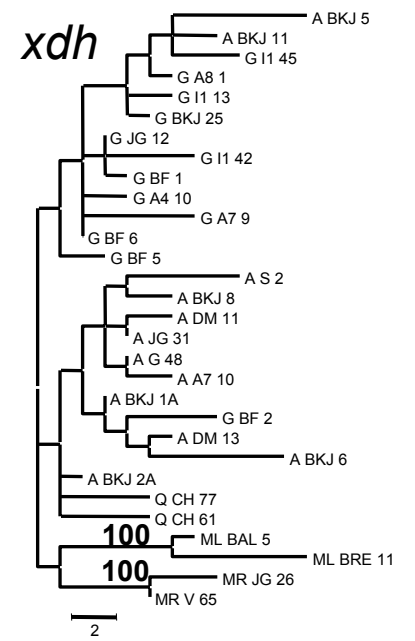 xdh
A BKJ 5
A BKJ 11
G I1 45
G A8 1
G I1 13
G BKJ 25
G JG 12
G I1 42
G BF 1
G A4 10
G A7 9
G BF 6
G BF 5
A S 2
A BKJ 8
A DM 11
A JG 31
A G 48
A A7 10
A BKJ 1A
G BF 2
A DM 13
A BKJ 6
A BKJ 2A
Q CH 77
Q CH 61
100 ML BAL 5
ML BRE 11
100 MR JG 26
MR V 65
2